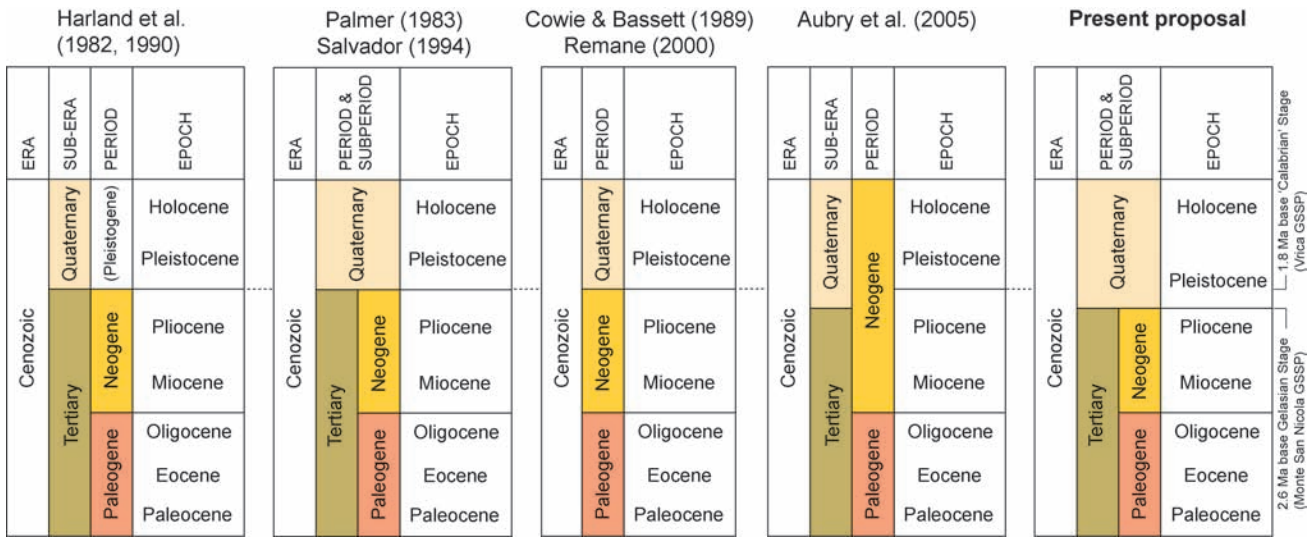 Harland et al.
(1982, 1990)
ERA
SUB-ERA
PERIOD
EPOCH
Cenozoic
Quaternary
Tertiary
(Pleistogene)
Neogene
Paleogene
Holocene
Pleistocene
Pliocene
Miocene
Oligocene
Eocene
Paleocene
Palmer (1983)
Salvador (1994)
ERA
PERIOD &
SUBPERIOD
EPOCH
Cenozoic
Quaternary
Tertiary
Neogene
Paleogene
Holocene
Pleistocene
Pliocene
Miocene
Oligocene
Eocene
Paleocene
Cowie & Bassett (1989)
Remane (2000)
ERA
PERIOD
EPOCH
Cenozoic
Quaternary
Neogene
Paleogene
Holocene
Pleistocene
Pliocene
Miocene
Oligocene
Eocene
Paleocene
Aubry et al. (2005)
ERA
SUB-ERA
PERIOD
EPOCH
Cenozoic
Quaternary
Tertiary
Neogene
Paleogene
Holocene
Pleistocene
Pliocene
Miocene
Oligocene
Eocene
Paleocene
Present proposal
ERA
PERIOD &
SUBPERIOD
EPOCH
Cenozoic
Quaternary
Tertiary
Neogene
Paleogene
Holocene
Pleistocene
Pliocene
Miocene
Oligocene
Eocene
Paleocene
1.8 Ma base 'Calabrian' Stage
(Vrica GSSP)
2.6 Ma base Gelasian Stage
(Monte San Nicola GSSP)